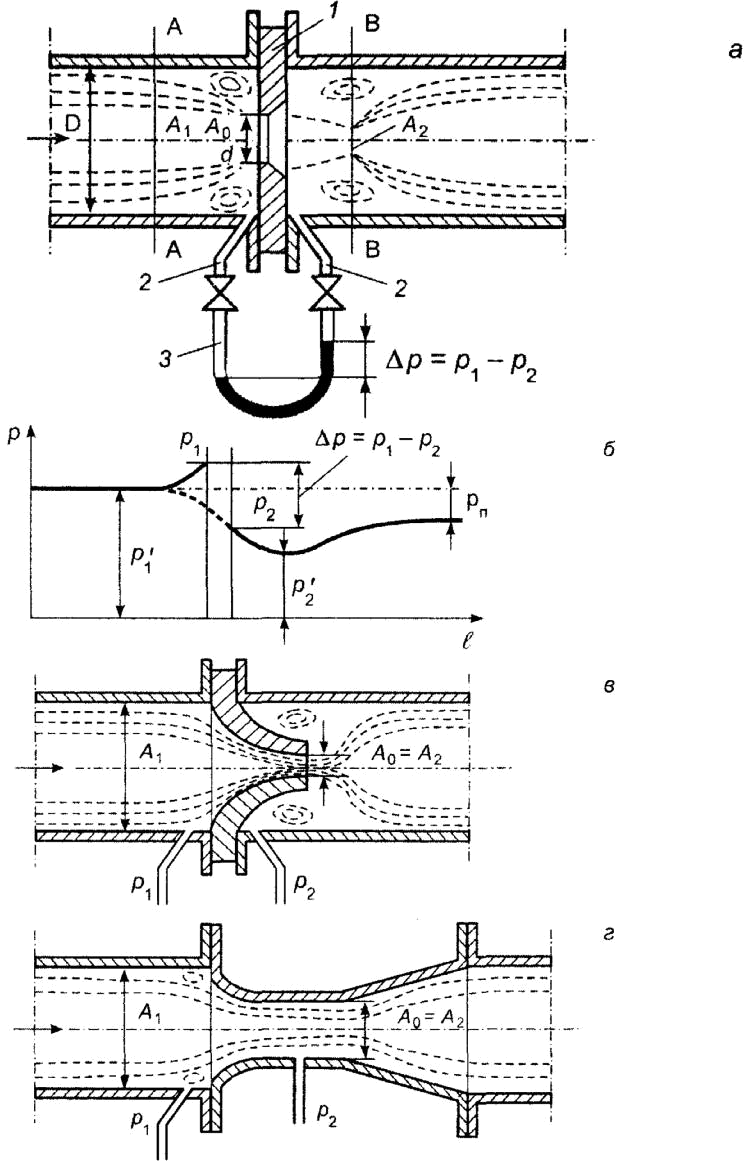 1
A
B
а
D
A₁
A₀
d
A₂
A
B
2
2
3
Δp = p₁ – p₂
p
p₁
Δp = p₁ – p₂
б
p₂
pп
p₁′
p₂′
ℓ
в
A₁
A₀ = A₂
p₁
p₂
г
A₁
A₀ = A₂
p₁
p₂